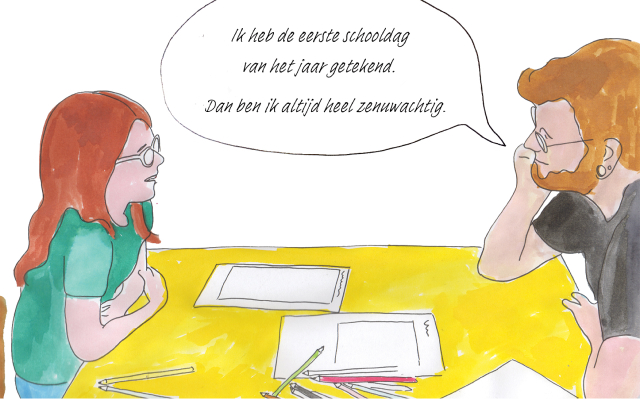 Ik heb de eerste schooldag
van het jaar getekend.
Dan ben ik altijd heel zenuwachtig.